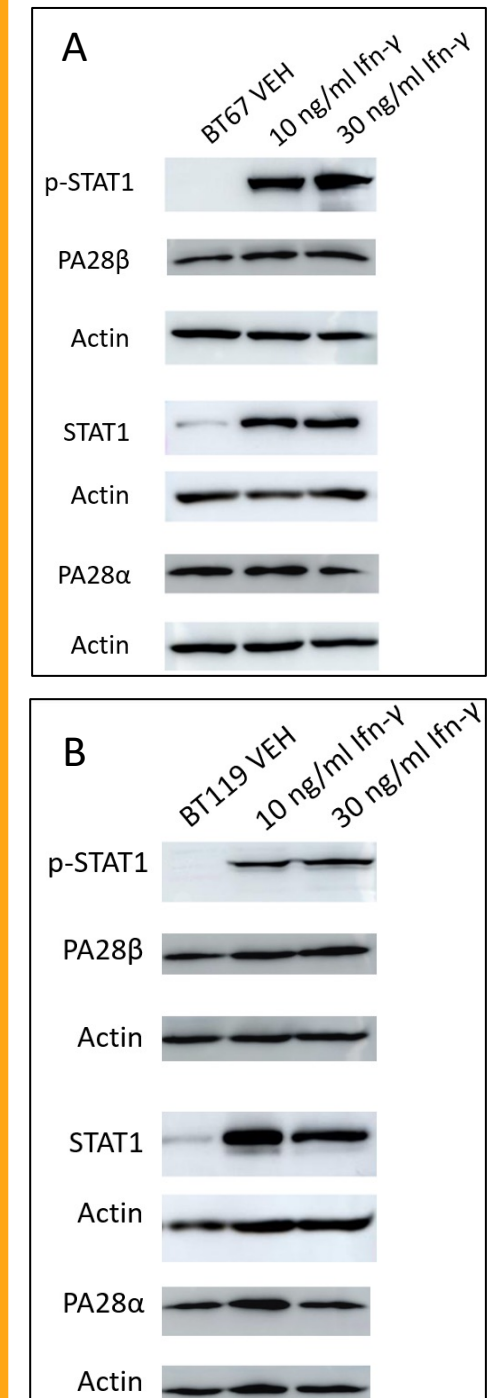 A
BT67 VEH
10 ng/ml Ifn-γ
30 ng/ml Ifn-γ
p-STAT1
PA28β
Actin
STAT1
Actin
PA28α
Actin
B
BT119 VEH
10 ng/ml Ifn-γ
30 ng/ml Ifn-γ
p-STAT1
PA28β
Actin
STAT1
Actin
PA28α
Actin